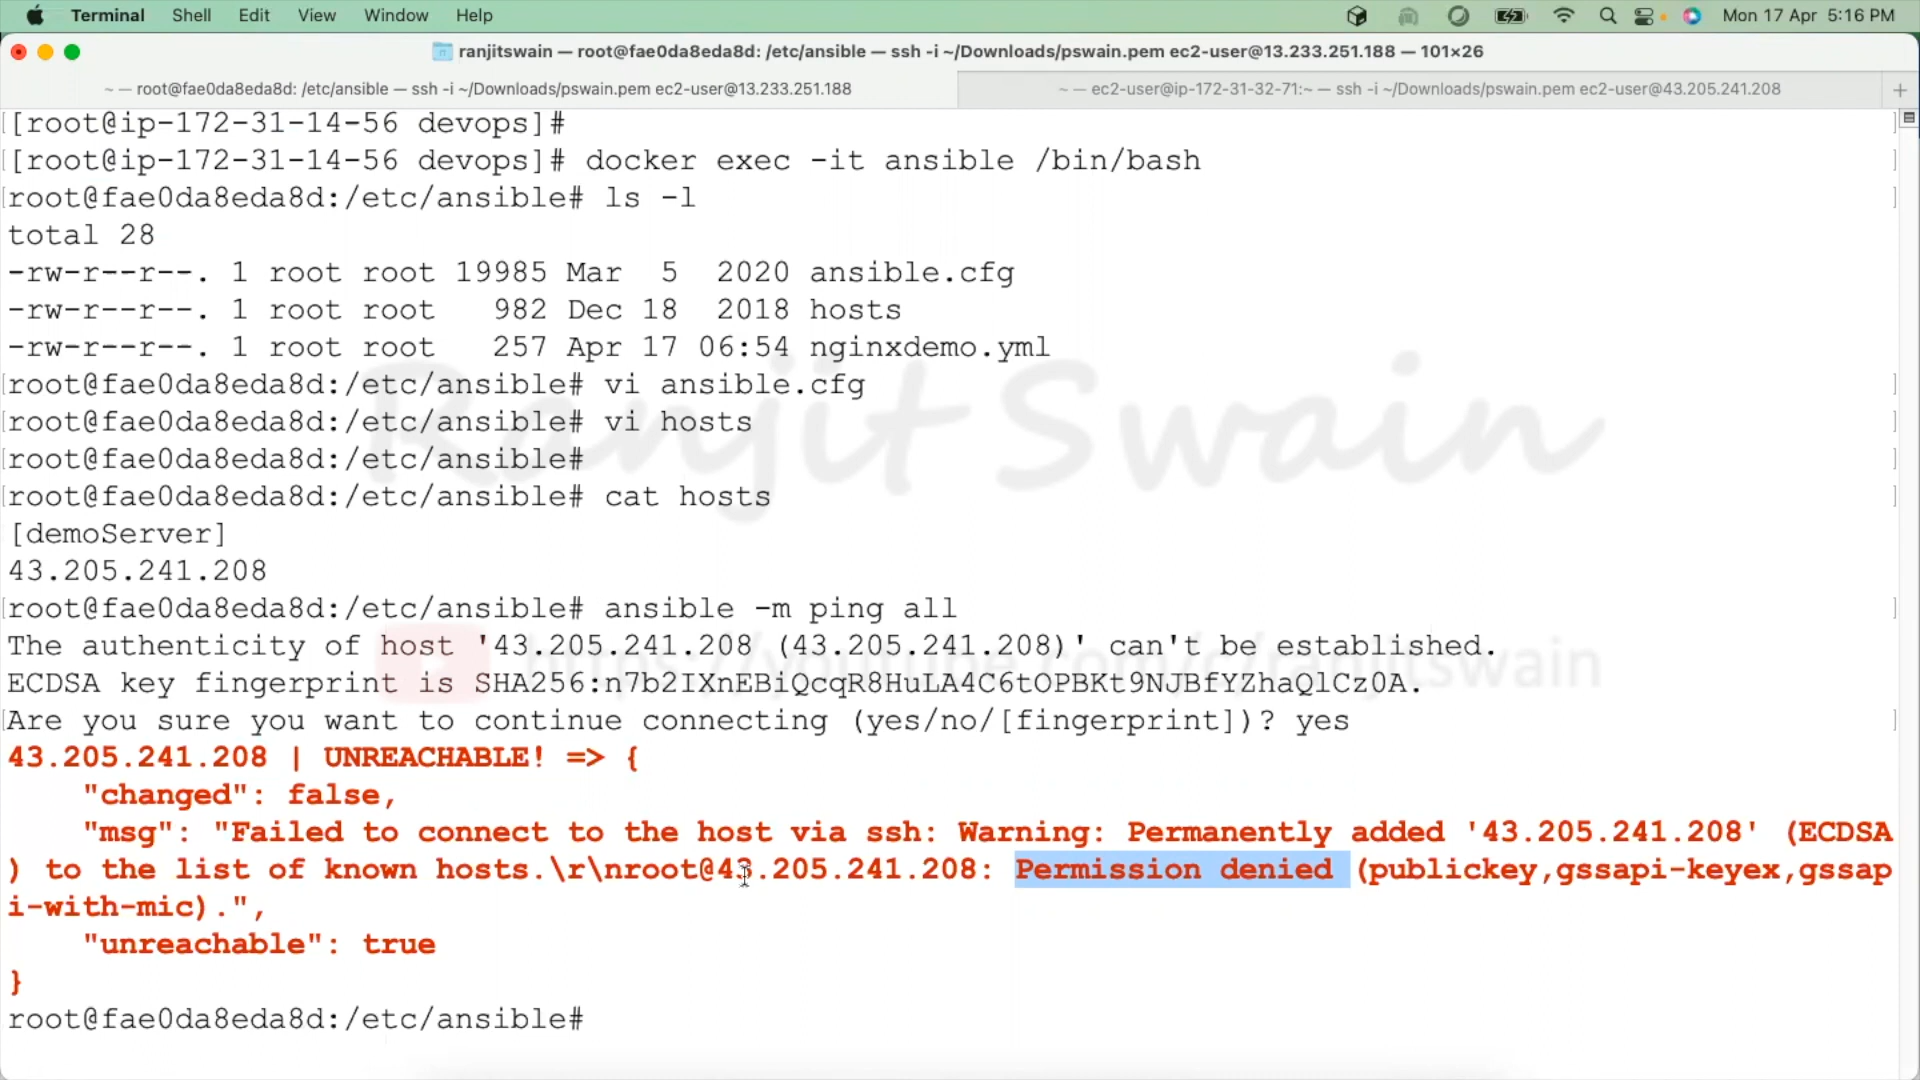 Terminal Shell Edit View Window Help Mon 17 Apr 5:16 PM
ranjitswain — root@fae0da8eda8d: /etc/ansible — ssh -i ~/Downloads/pswain.pem ec2-user@13.233.251.188 — 101×26
~ — root@fae0da8eda8d: /etc/ansible — ssh -i ~/Downloads/pswain.pem ec2-user@13.233.251.188 ~ — ec2-user@ip-172-31-32-71:~ — ssh -i ~/Downloads/pswain.pem ec2-user@43.205.241.208
[[root@ip-172-31-14-56 devops]# ]
[[root@ip-172-31-14-56 devops]# docker exec -it ansible /bin/bash ]
[root@fae0da8eda8d:/etc/ansible# ls -l ]
total 28
-rw-r--r--. 1 root root 19985 Mar  5  2020 ansible.cfg
-rw-r--r--. 1 root root   982 Dec 18  2018 hosts
-rw-r--r--. 1 root root   257 Apr 17 06:54 nginxdemo.yml
[root@fae0da8eda8d:/etc/ansible# vi ansible.cfg ]
[root@fae0da8eda8d:/etc/ansible# vi hosts ]
[root@fae0da8eda8d:/etc/ansible# ]
Ranjit Swain
[root@fae0da8eda8d:/etc/ansible# cat hosts ]
[demoServer]
43.205.241.208
[root@fae0da8eda8d:/etc/ansible# ansible -m ping all ]
The authenticity of host '43.205.241.208 (43.205.241.208)' can't be established.
https://youtube.com/c/ranjitswain
ECDSA key fingerprint is SHA256:n7b2IXnEBiQcqR8HuLA4C6tOPBKt9NJBfYZhaQlCz0A.
[Are you sure you want to continue connecting (yes/no/[fingerprint])? yes ]
43.205.241.208 | UNREACHABLE! => {
    "changed": false,
    "msg": "Failed to connect to the host via ssh: Warning: Permanently added '43.205.241.208' (ECDSA
) to the list of known hosts.\r\nroot@43.205.241.208: Permission denied (publickey,gssapi-keyex,gssap
i-with-mic).",
    "unreachable": true
}
root@fae0da8eda8d:/etc/ansible#